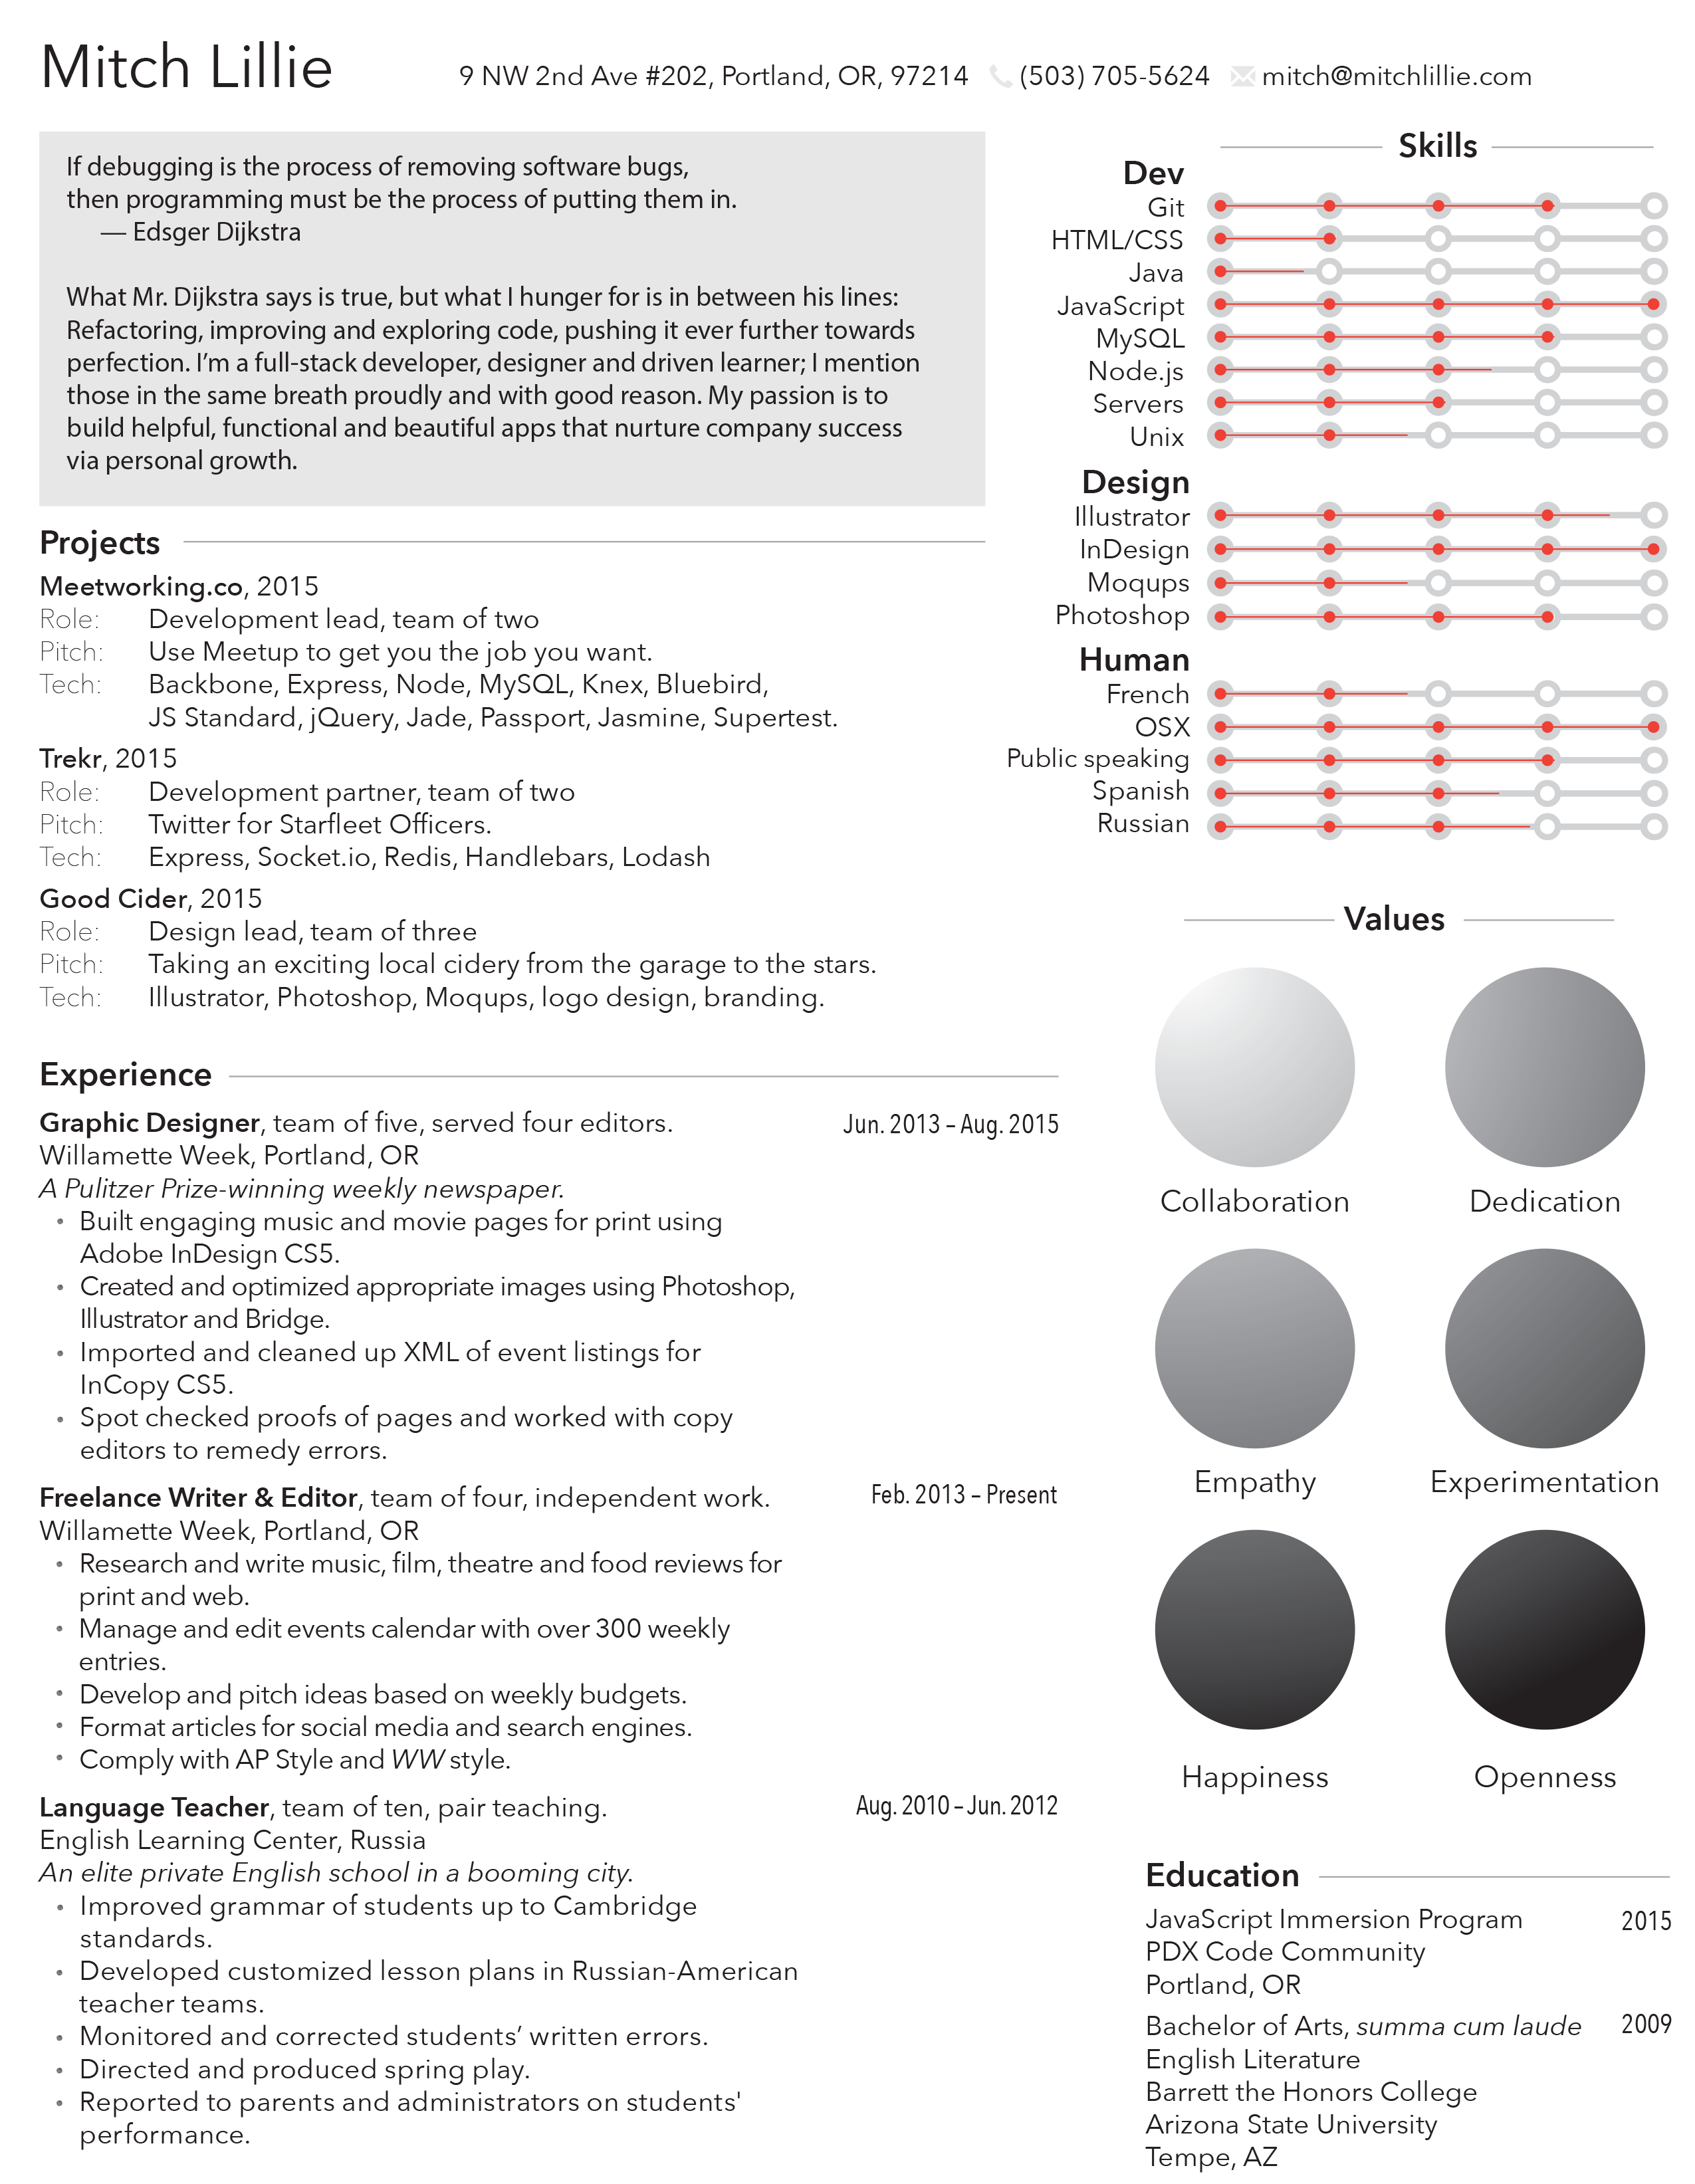 Mitch Lillie
9 NW 2nd Ave #202, Portland, OR, 97214 (503) 705-5624 mitch@mitchlillie.com
If debugging is the process of removing software bugs,
then programming must be the process of putting them in.
— Edsger Dijkstra
What Mr. Dijkstra says is true, but what I hunger for is in between his lines:
Refactoring, improving and exploring code, pushing it ever further towards
perfection. I’m a full-stack developer, designer and driven learner; I mention
those in the same breath proudly and with good reason. My passion is to
build helpful, functional and beautiful apps that nurture company success
via personal growth.
Projects
Meetworking.co, 2015
Role: Development lead, team of two
Pitch: Use Meetup to get you the job you want.
Tech: Backbone, Express, Node, MySQL, Knex, Bluebird,
JS Standard, jQuery, Jade, Passport, Jasmine, Supertest.
Trekr, 2015
Role: Development partner, team of two
Pitch: Twitter for Starfleet Officers.
Tech: Express, Socket.io, Redis, Handlebars, Lodash
Good Cider, 2015
Role: Design lead, team of three
Pitch: Taking an exciting local cidery from the garage to the stars.
Tech: Illustrator, Photoshop, Moqups, logo design, branding.
Experience
Graphic Designer, team of five, served four editors. Jun. 2013 – Aug. 2015
Willamette Week, Portland, OR
A Pulitzer Prize-winning weekly newspaper.
• Built engaging music and movie pages for print using
Adobe InDesign CS5.
• Created and optimized appropriate images using Photoshop,
Illustrator and Bridge.
• Imported and cleaned up XML of event listings for
InCopy CS5.
• Spot checked proofs of pages and worked with copy
editors to remedy errors.
Freelance Writer & Editor, team of four, independent work. Feb. 2013 – Present
Willamette Week, Portland, OR
• Research and write music, film, theatre and food reviews for
print and web.
• Manage and edit events calendar with over 300 weekly
entries.
• Develop and pitch ideas based on weekly budgets.
• Format articles for social media and search engines.
• Comply with AP Style and WW style.
Language Teacher, team of ten, pair teaching. Aug. 2010 – Jun. 2012
English Learning Center, Russia
An elite private English school in a booming city.
• Improved grammar of students up to Cambridge
standards.
• Developed customized lesson plans in Russian-American
teacher teams.
• Monitored and corrected students’ written errors.
• Directed and produced spring play.
• Reported to parents and administrators on students'
performance.
Skills
Dev
Git
HTML/CSS
Java
JavaScript
MySQL
Node.js
Servers
Unix
Design
Illustrator
InDesign
Moqups
Photoshop
Human
French
OSX
Public speaking
Spanish
Russian
Values
Collaboration Dedication
Empathy Experimentation
Happiness Openness
Education
JavaScript Immersion Program 2015
PDX Code Community
Portland, OR
Bachelor of Arts, summa cum laude 2009
English Literature
Barrett the Honors College
Arizona State University
Tempe, AZ